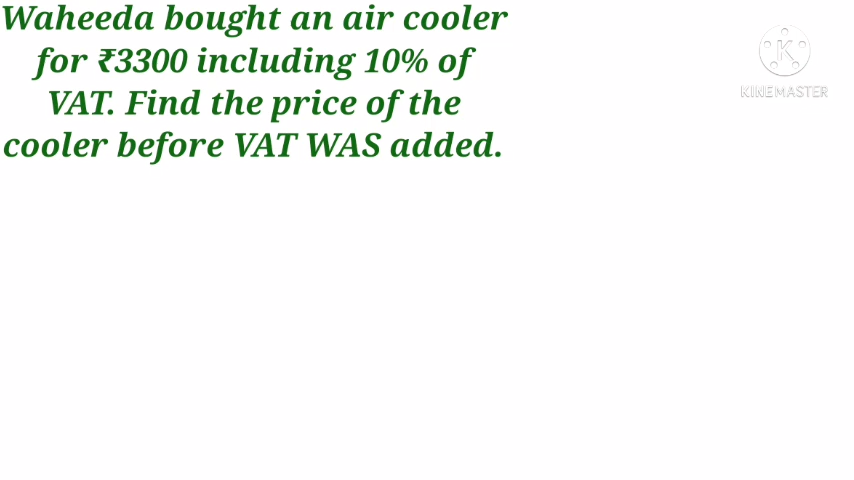 Waheeda bought an air cooler
for ₹3300 including 10% of
VAT. Find the price of the
cooler before VAT WAS added.
K
KINEMASTER